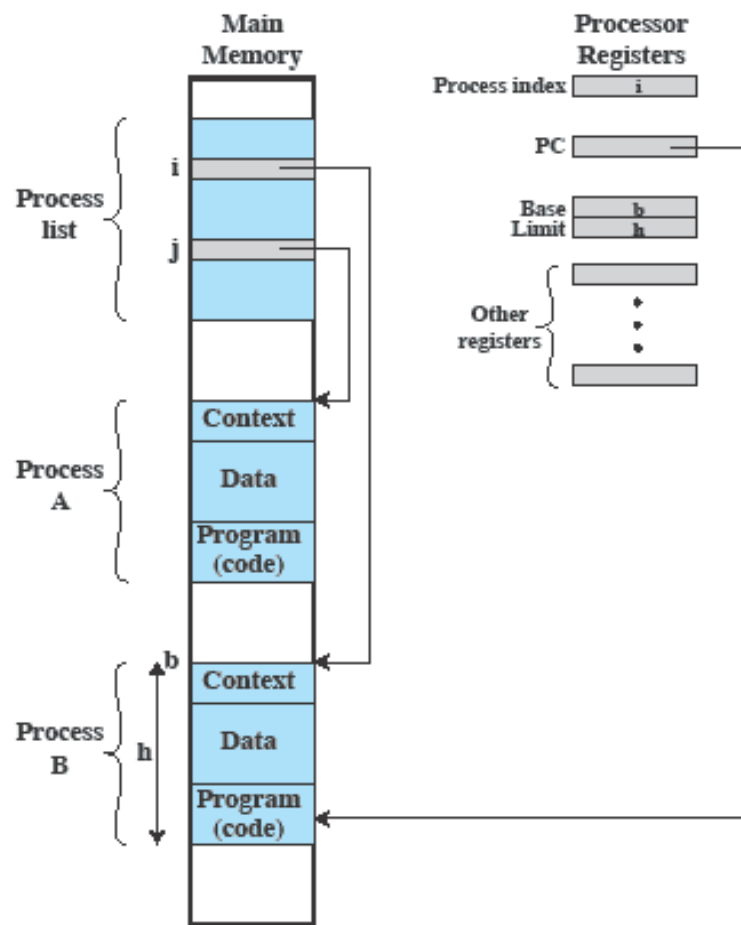 Main
Memory
Processor
Registers
Process index
i
PC
Base
b
Limit
h
Other
registers
Process
list
i
j
Process
A
Context
Data
Program
(code)
Process
B
b
h
Context
Data
Program
(code)